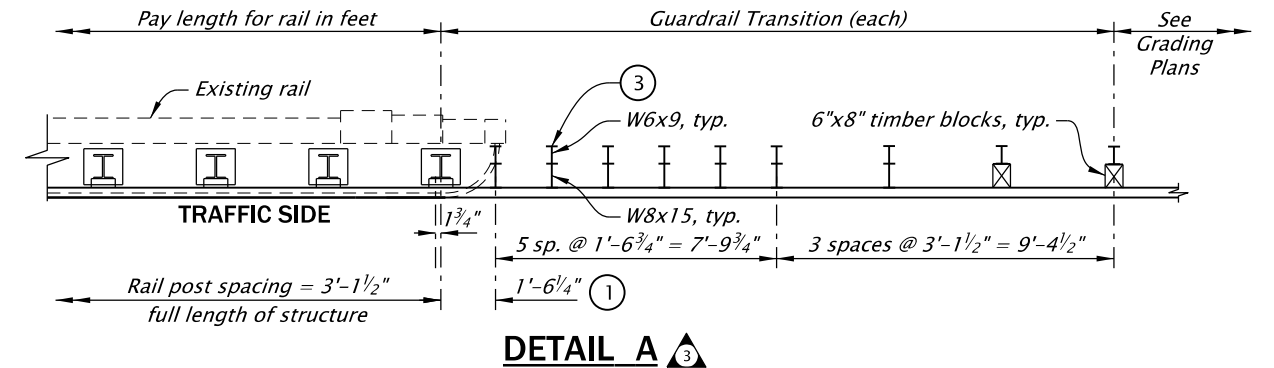 Pay length for rail in feet
Guardrail Transition (each)
See
Grading
Plans
Existing rail
3
W6x9, typ.
6"x8" timber blocks, typ.
TRAFFIC SIDE
1¾"
W8x15, typ.
5 sp. @ 1'-6¾" = 7'-9¾"
3 spaces @ 3'-1½" = 9'-4½"
Rail post spacing = 3'-1½"
full length of structure
1'-6¼"
1
DETAIL A
3